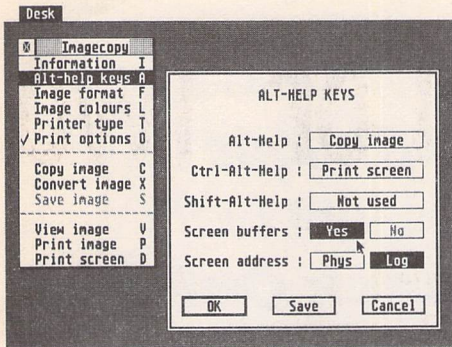 Desk
Imagecopy
Information I
Alt-help keys A
Image format F
Image colours L
Printer type T
✓ Print options O
Copy image C
Convert image X
Save image S
View image V
Print image P
Print screen D
ALT-HELP KEYS
Alt-Help : Copy image
Ctrl-Alt-Help : Print screen
Shift-Alt-Help : Not used
Screen buffers : Yes No
Screen address : Phys Log
OK Save Cancel